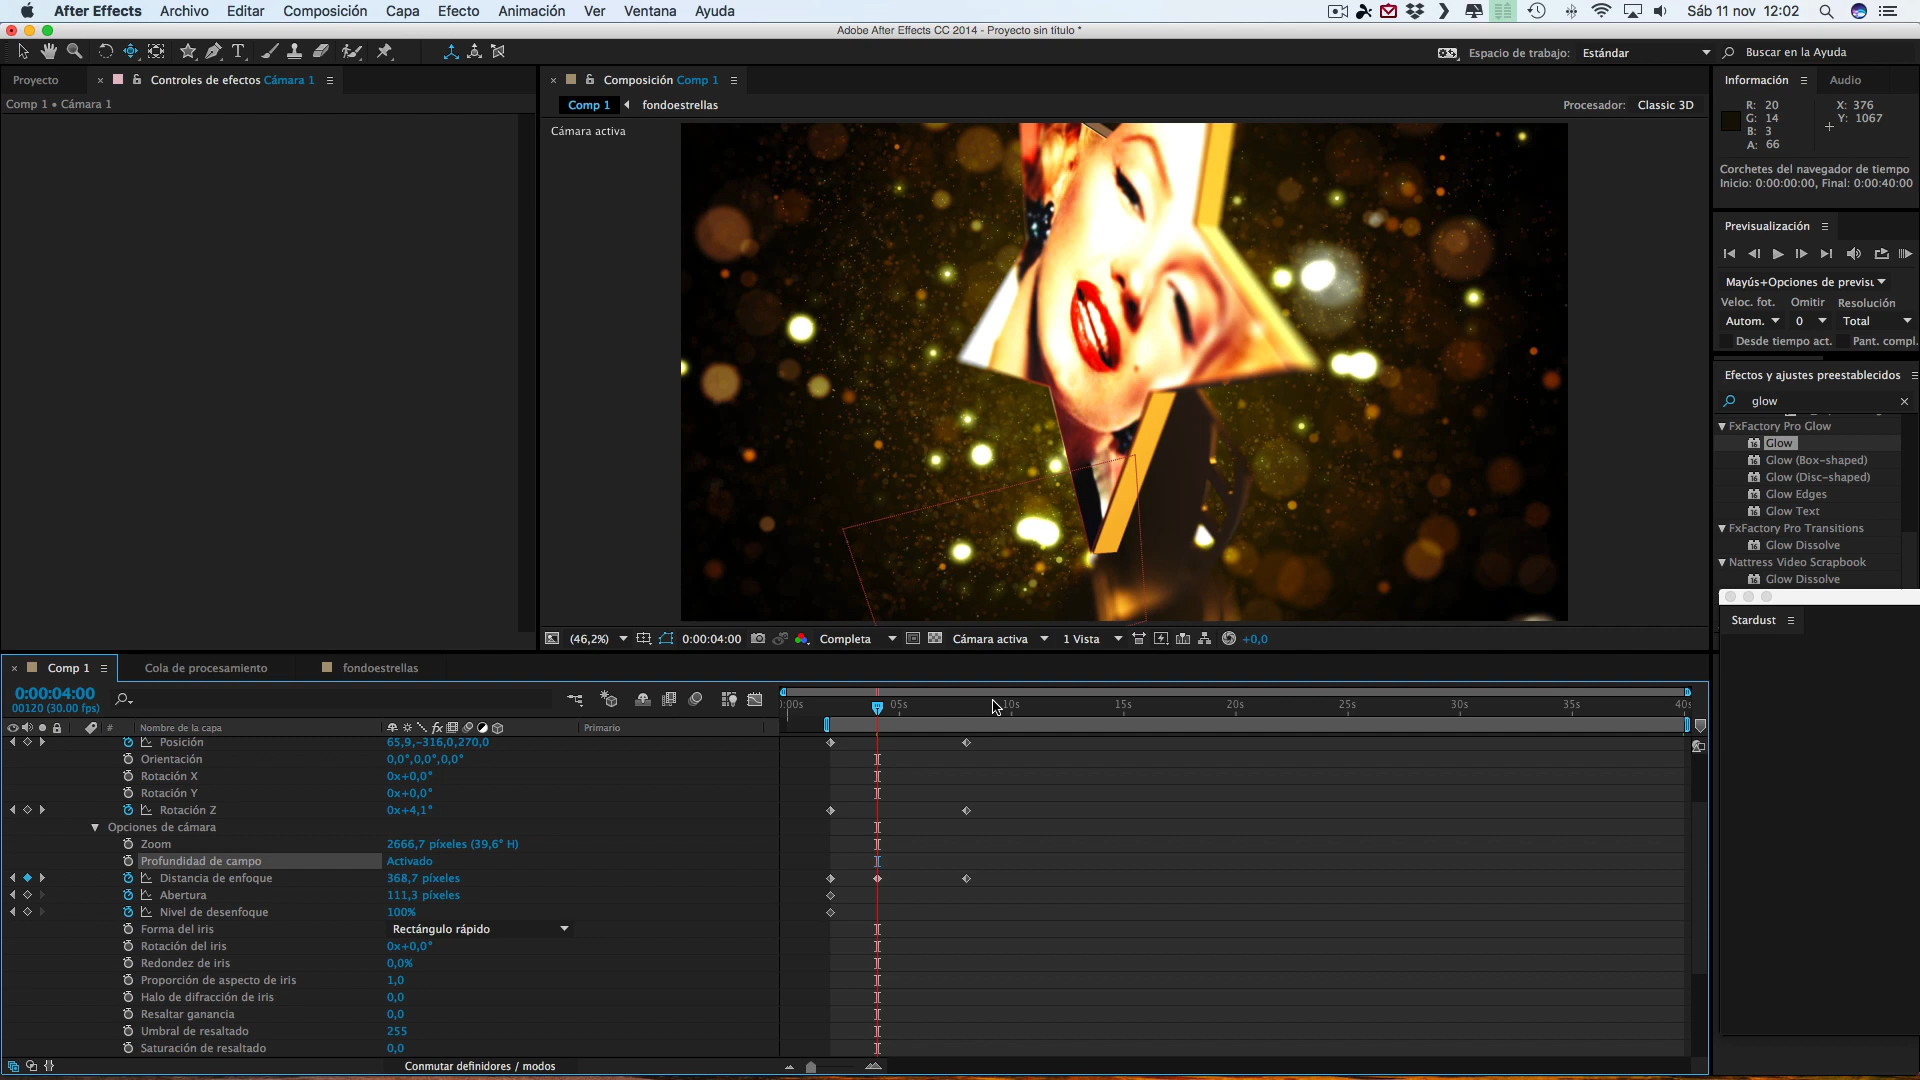 After Effects Archivo Editar Composición Capa Efecto Animación Ver Ventana Ayuda Sáb 11 nov 12:02
Adobe After Effects CC 2014 - Proyecto sin título *
Espacio de trabajo: Estándar Buscar en la Ayuda
Proyecto Controles de efectos Cámara 1 Composición Comp 1 Información Audio
Comp 1 • Cámara 1
Comp 1 fondoestrellas Procesador: Classic 3D
Cámara activa
R: 20 X: 376
G: 14 Y: 1067
B: 3
A: 66
Corchetes del navegador de tiempo
Inicio: 0:00:00:00, Final: 0:00:40:00
Previsualización
Mayús+Opciones de previsu
Veloc. fot. Omitir Resolución
Autom. 0 Total
Desde tiempo act. Pant. compl.
Efectos y ajustes preestablecidos
glow
FxFactory Pro Glow
Glow
Glow (Box-shaped)
Glow (Disc-shaped)
Glow Edges
Glow Text
FxFactory Pro Transitions
Glow Dissolve
Nattress Video Scrapbook
Glow Dissolve
Stardust
(46,2%) 0:00:04:00 Completa Cámara activa 1 Vista +0,0
Comp 1 Cola de procesamiento fondoestrellas
0:00:04:00
00120 (30.00 fps)
:00s 05s 10s 15s 20s 25s 30s 35s 40s
# Nombre de la capa fx Primario
Posición 65,9,-316,0,270,0
Orientación 0,0°,0,0°,0,0°
Rotación X 0x+0,0°
Rotación Y 0x+0,0°
Rotación Z 0x+4,1°
Opciones de cámara
Zoom 2666,7 píxeles (39,6° H)
Profundidad de campo Activado
Distancia de enfoque 368,7 píxeles
Abertura 111,3 píxeles
Nivel de desenfoque 100%
Forma del iris Rectángulo rápido
Rotación del iris 0x+0,0°
Redondez de iris 0,0%
Proporción de aspecto de iris 1,0
Halo de difracción de iris 0,0
Resaltar ganancia 0,0
Umbral de resaltado 255
Saturación de resaltado 0,0
Conmutar definidores / modos